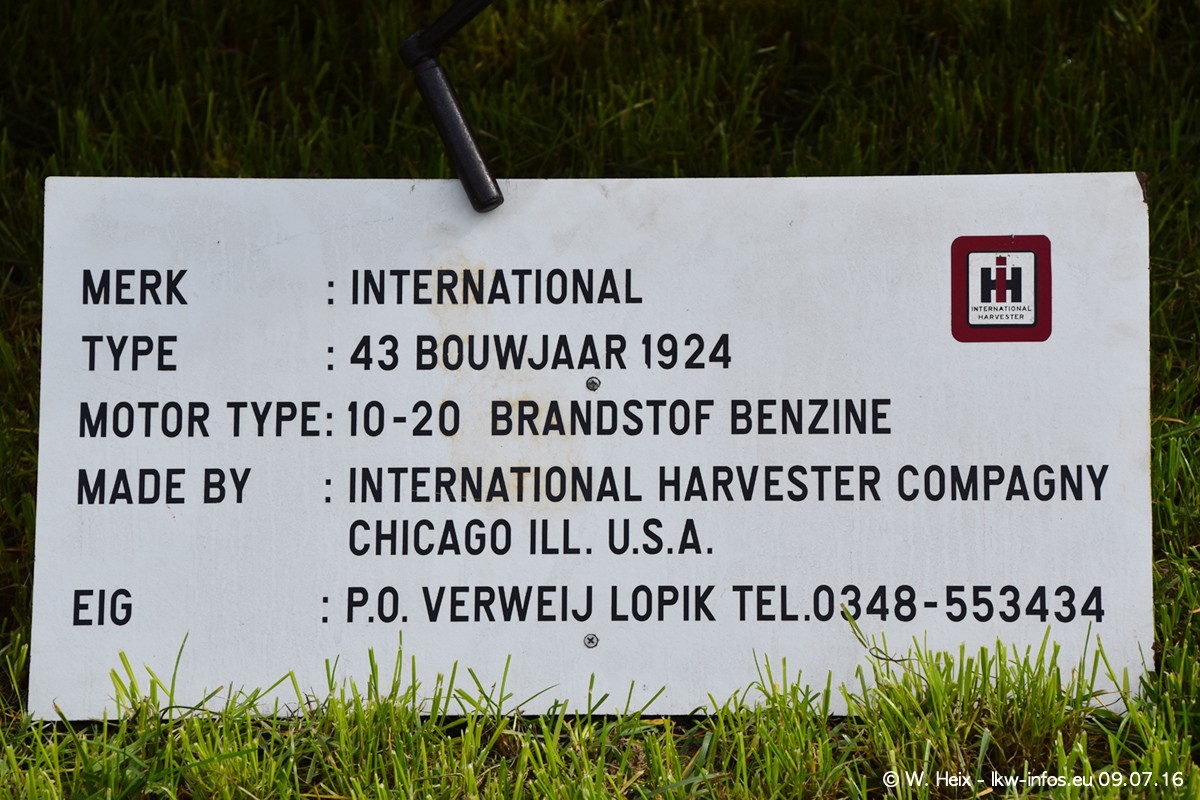 MERK : INTERNATIONAL
IH
INTERNATIONAL
HARVESTER
TYPE : 43 BOUWJAAR 1924
MOTOR TYPE: 10-20 BRANDSTOF BENZINE
MADE BY : INTERNATIONAL HARVESTER COMPAGNY
CHICAGO ILL. U.S.A.
EIG : P.O. VERWEIJ LOPIK TEL.0348-553434
© W. Heix - lkw-infos.eu 09.07.16